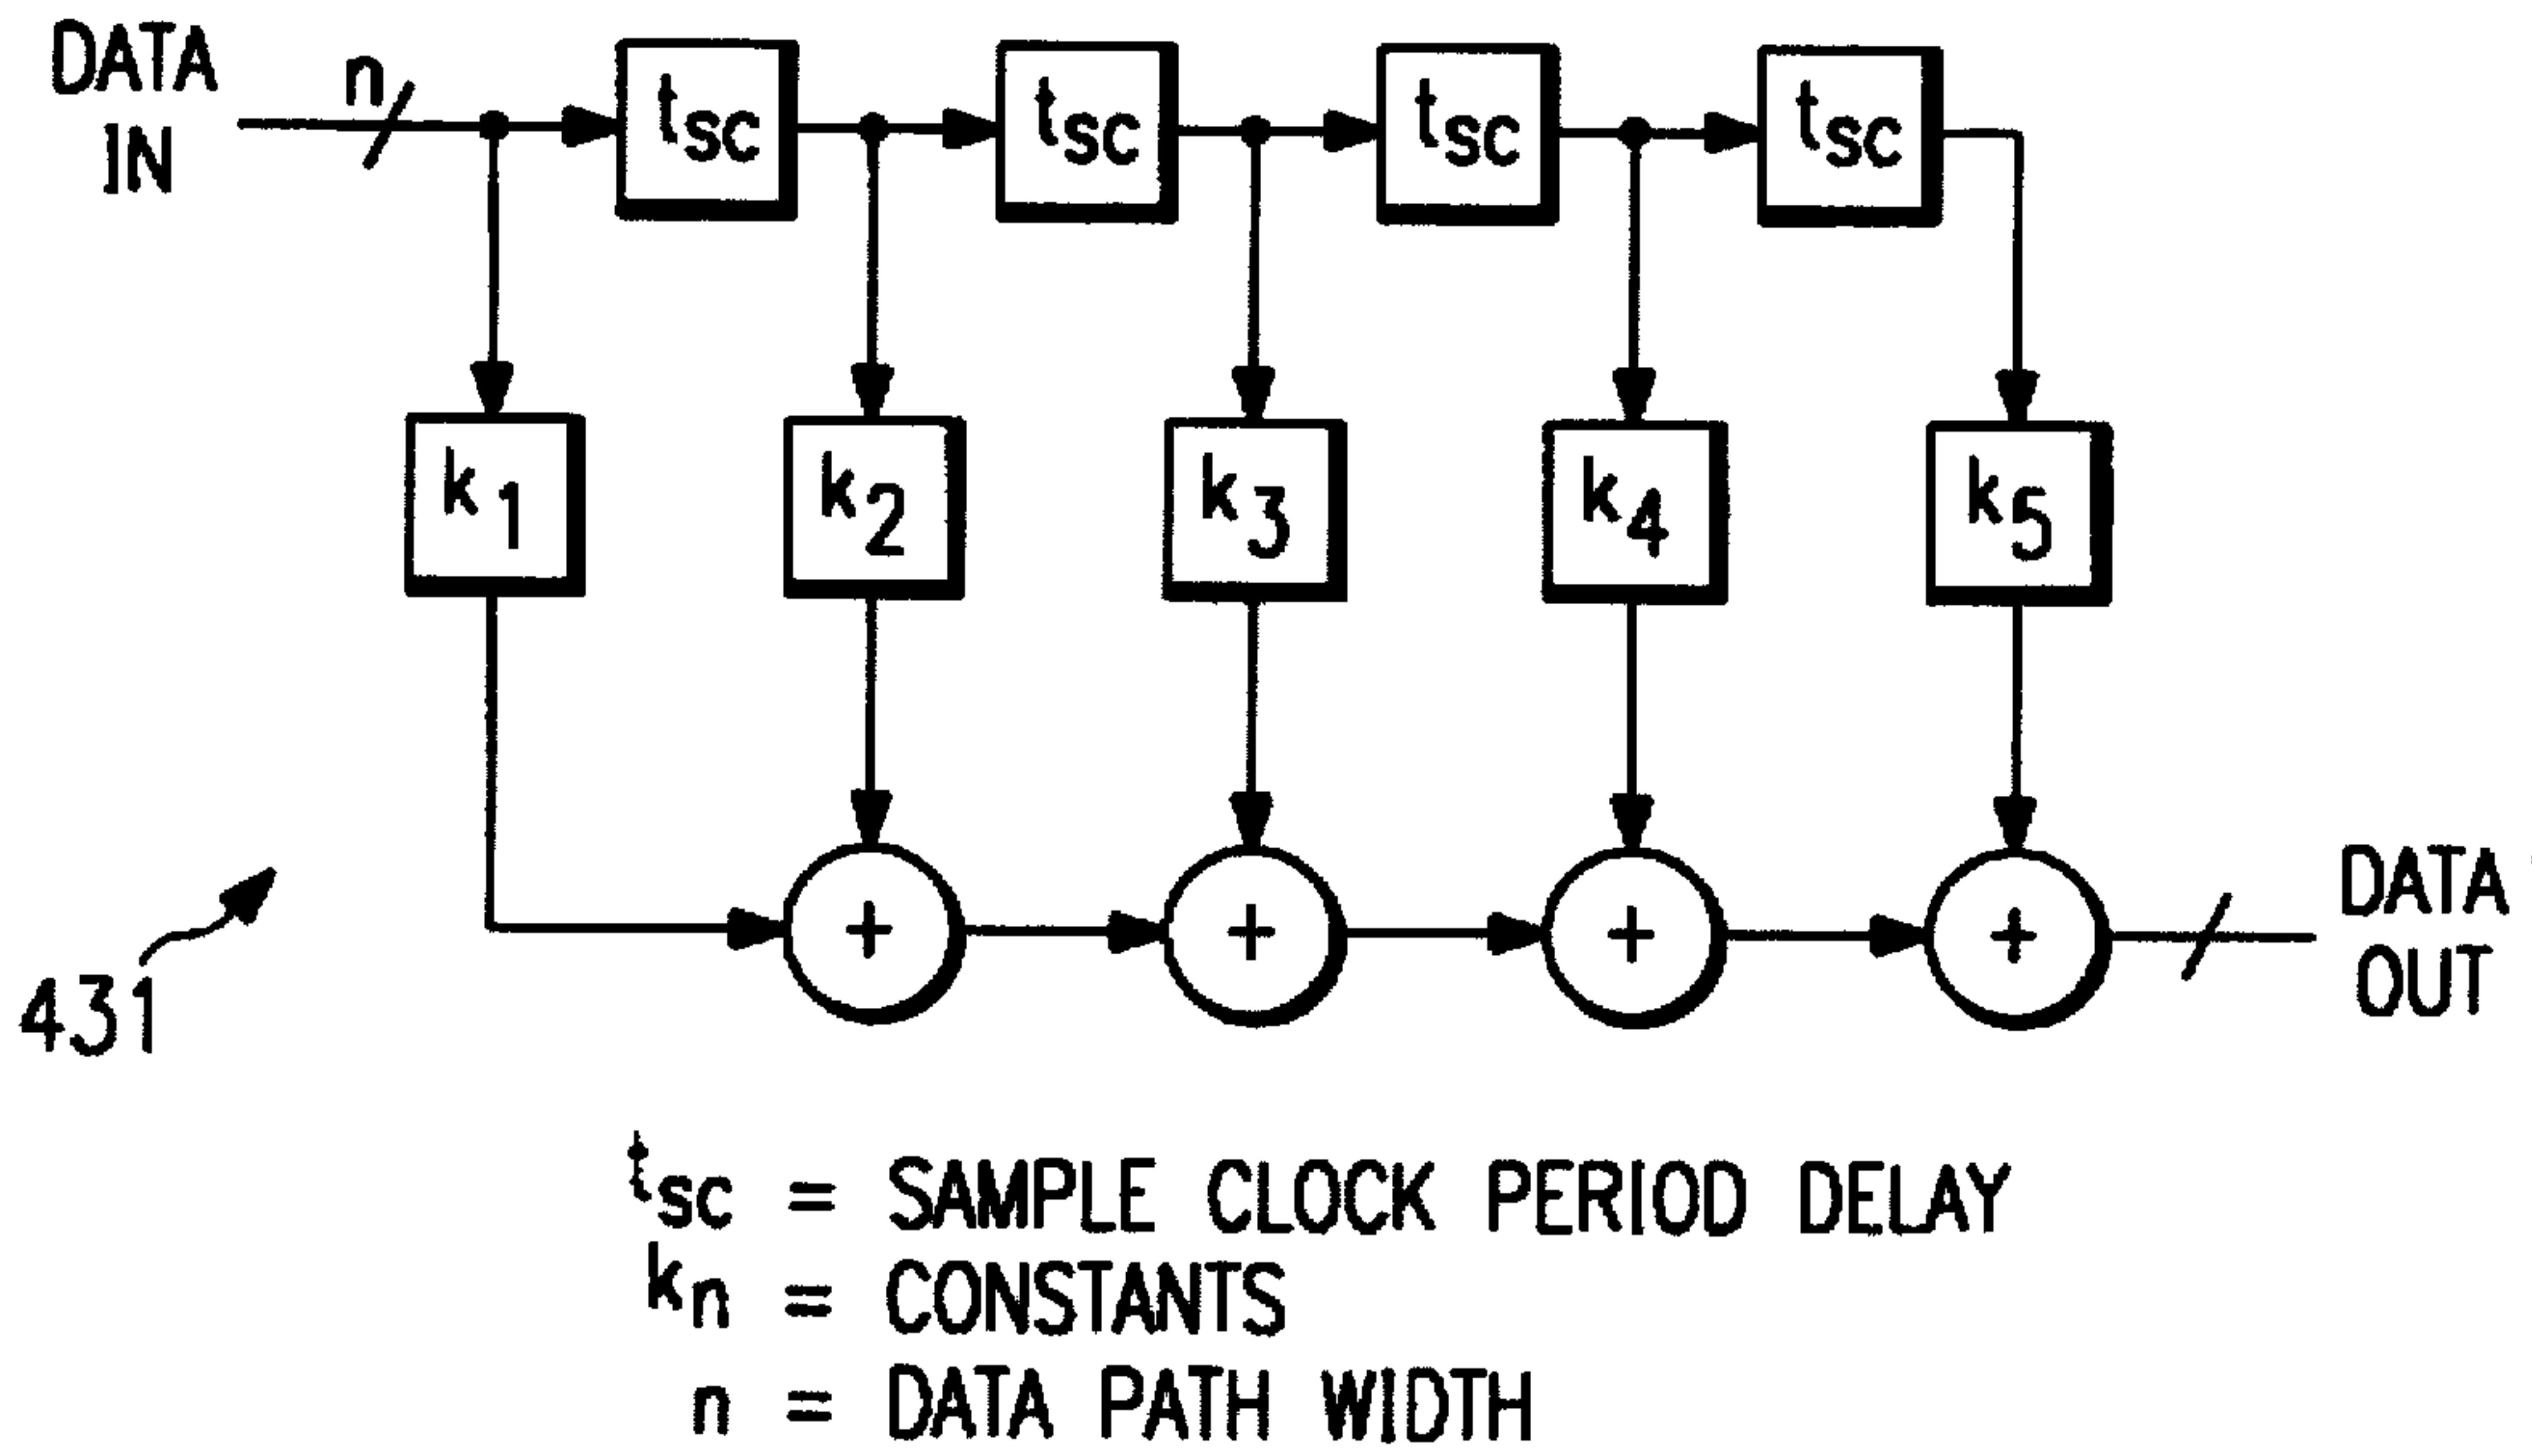 DATA
IN
n
tSC tSC tSC tSC
k1 k2 k3 k4 k5
+ + + +
DATA
OUT
431
tSC = SAMPLE CLOCK PERIOD DELAY
kn = CONSTANTS
n = DATA PATH WIDTH